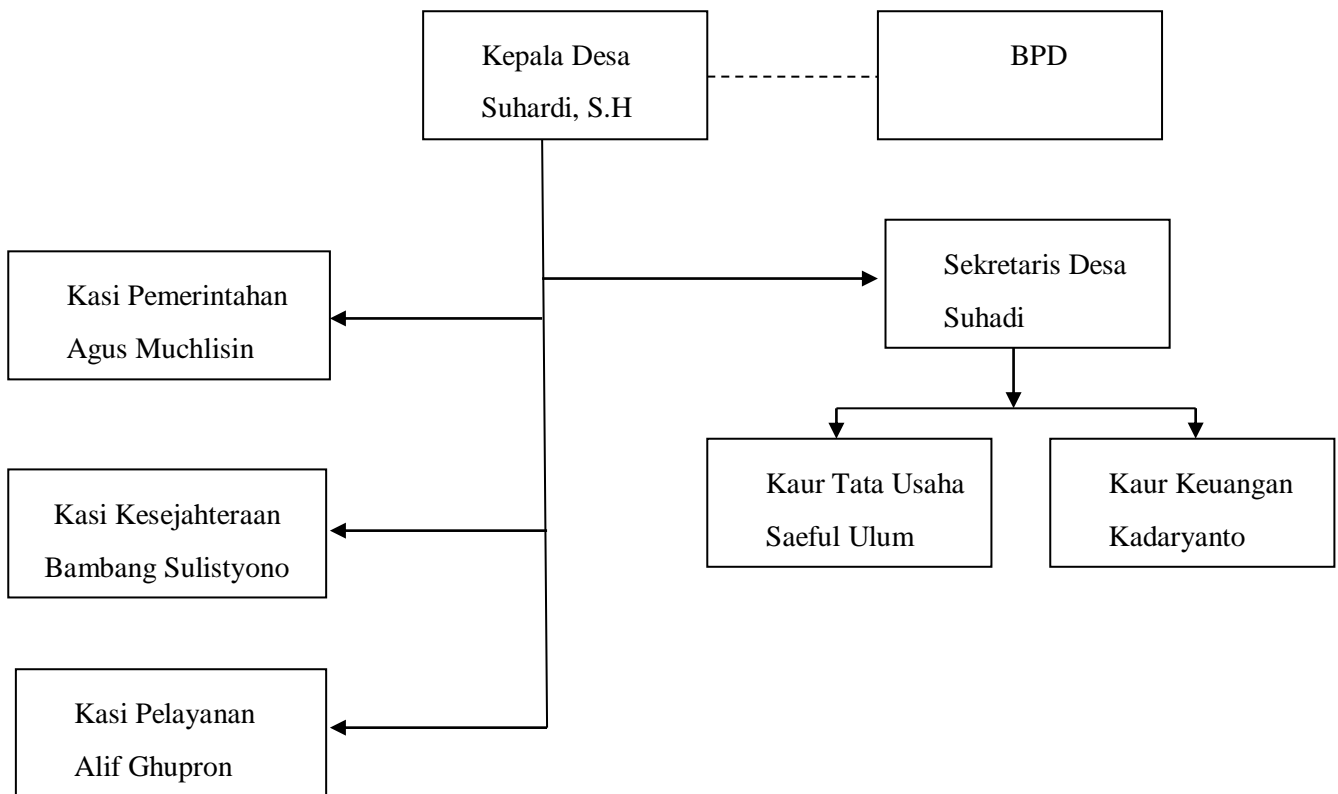 Kepala Desa
Suhardi, S.H
BPD
Sekretaris Desa
Suhadi
Kasi Pemerintahan
Agus Muchlisin
Kaur Tata Usaha
Saeful Ulum
Kaur Keuangan
Kadaryanto
Kasi Kesejahteraan
Bambang Sulistyono
Kasi Pelayanan
Alif Ghupron